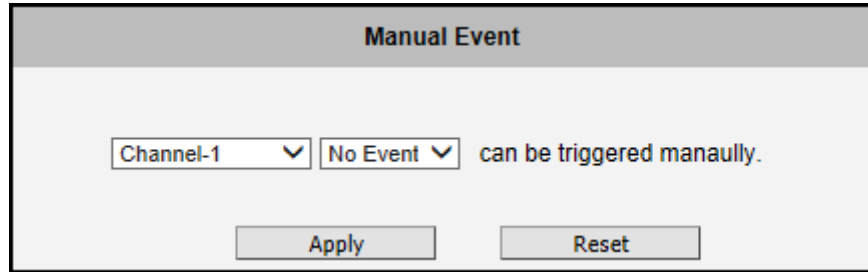 Manual Event
Channel-1 No Event can be triggered manaully.
Apply Reset